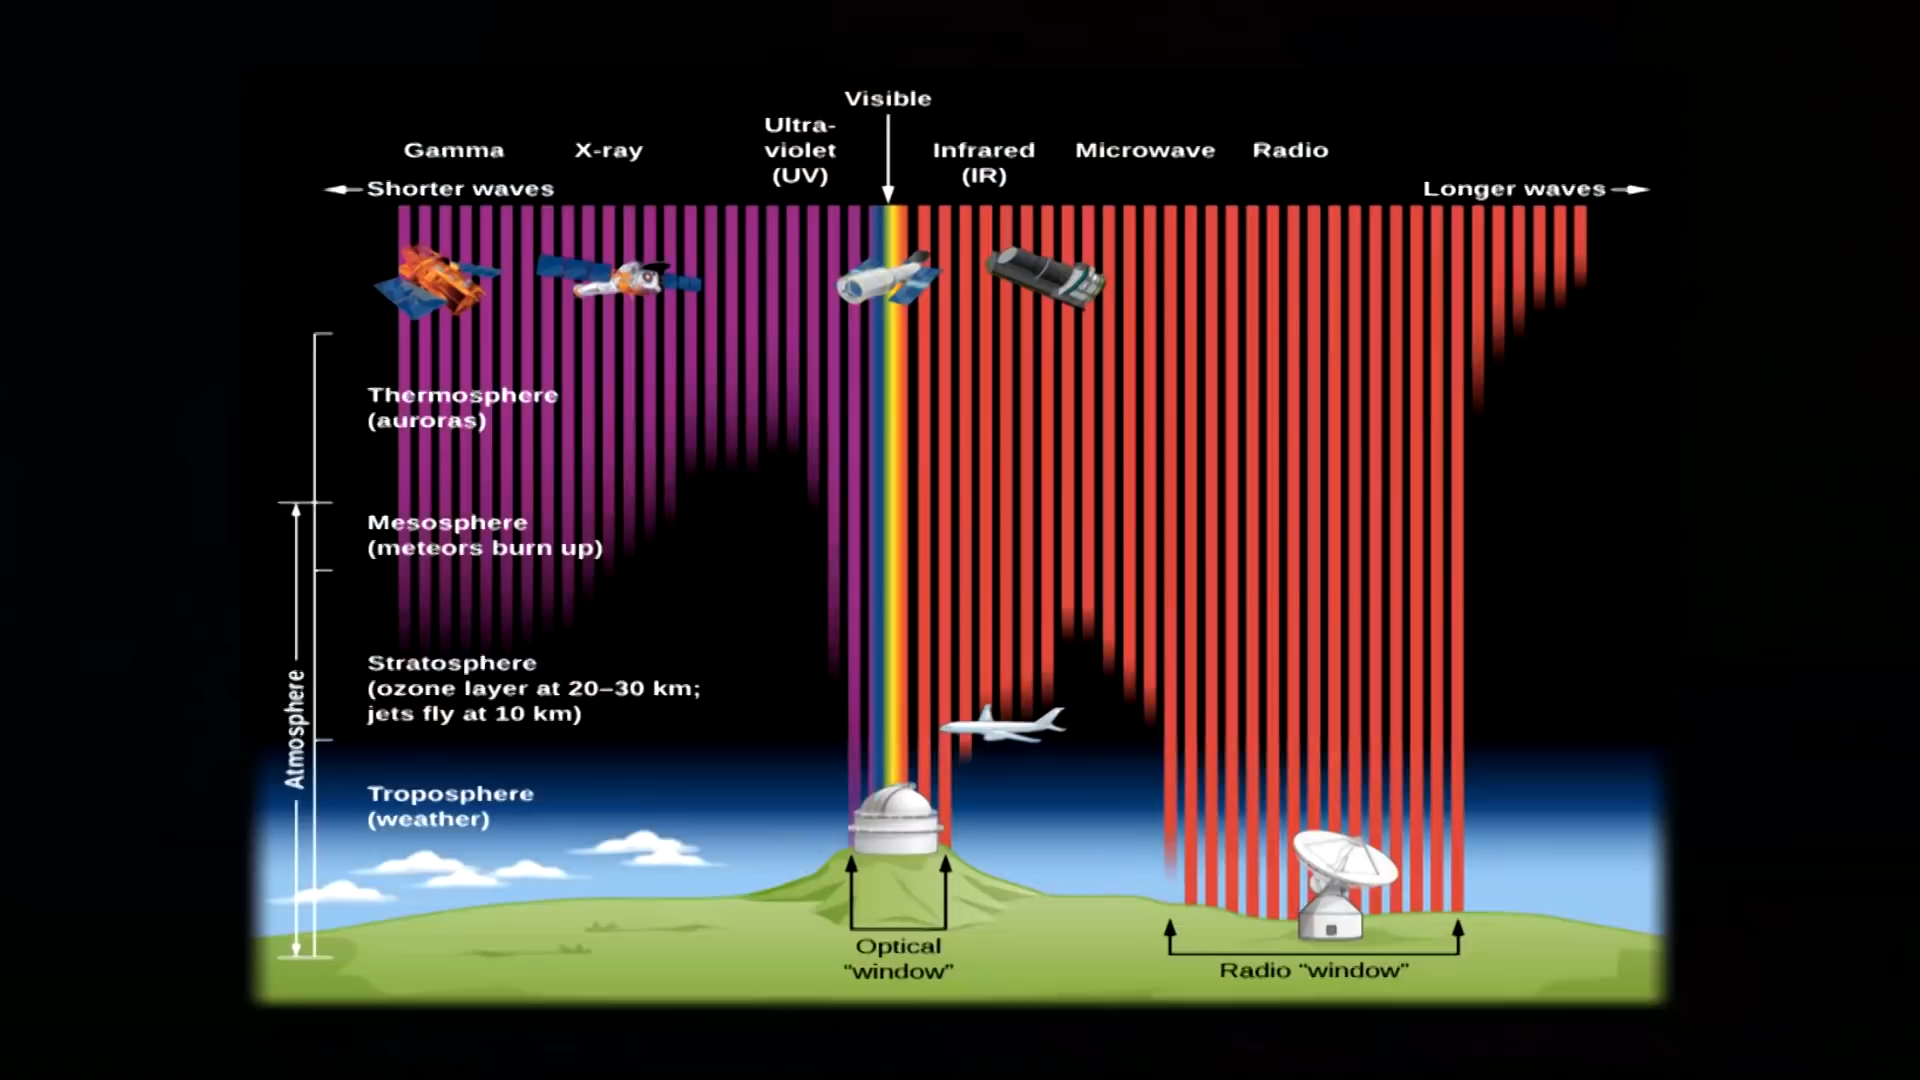 Visible
Ultra-
violet
(UV)
Gamma
X-ray
Infrared
(IR)
Microwave
Radio
Shorter waves
Longer waves
Thermosphere
(auroras)
Mesosphere
(meteors burn up)
Stratosphere
(ozone layer at 20–30 km;
jets fly at 10 km)
Atmosphere
Troposphere
(weather)
Optical
“window”
Radio “window”